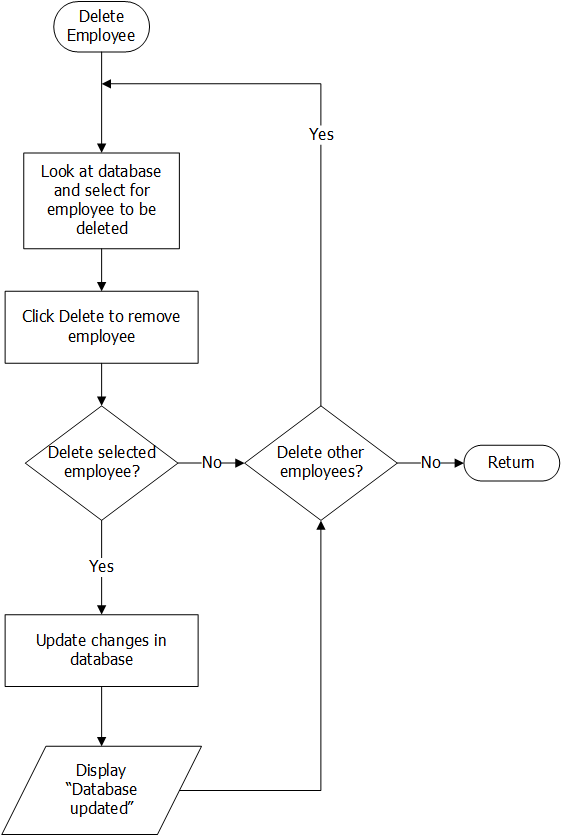 Delete
Employee
Yes
Look at database
and select for
employee to be
deleted
Click Delete to remove
employee
Delete selected
employee?
No
Delete other
employees?
No
Return
Yes
Update changes in
database
Display
“Database
updated”